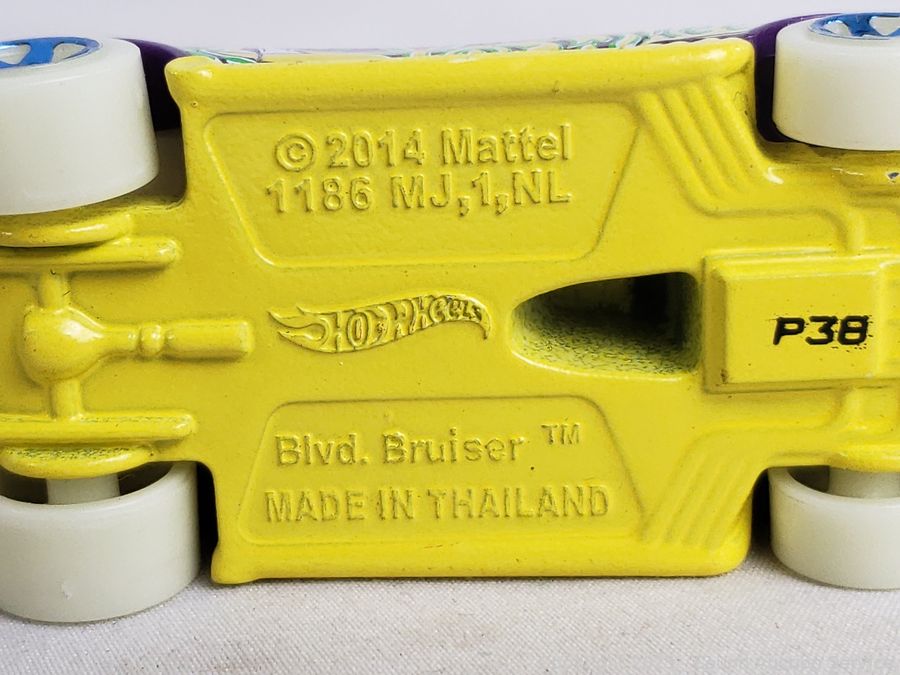 © 2014 Mattel
1186 MJ,1,NL
HOT WHEELS
P38
Blvd. Bruiser ™
MADE IN THAILAND